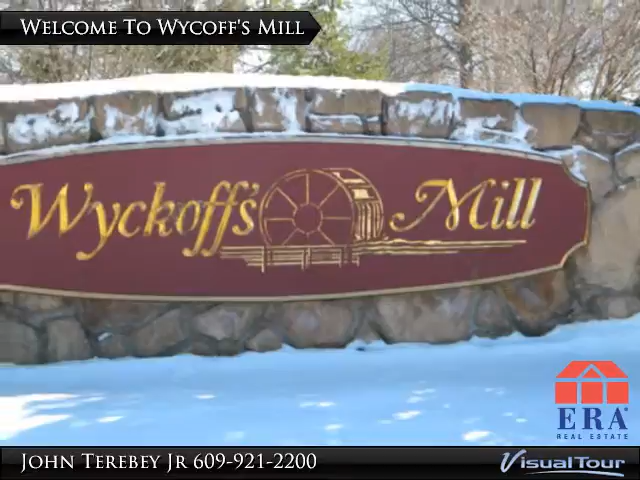 Welcome To Wycoff's Mill
Wyckoff's Mill
ERA
REAL ESTATE
John Terebey Jr 609-921-2200
VisualTour